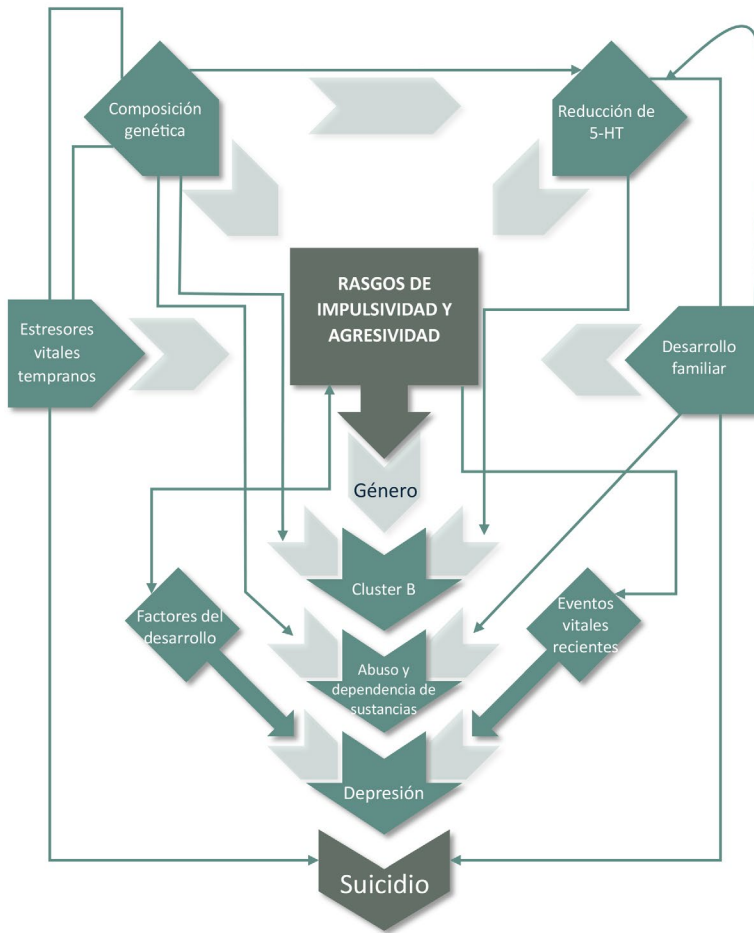 Composición
genética
Reducción de
5-HT
RASGOS DE
IMPULSIVIDAD Y
AGRESIVIDAD
Estresores
vitales
tempranos
Desarrollo
familiar
Género
Cluster B
Factores del
desarrollo
Eventos
vitales
recientes
Abuso y
dependencia de
sustancias
Depresión
Suicidio